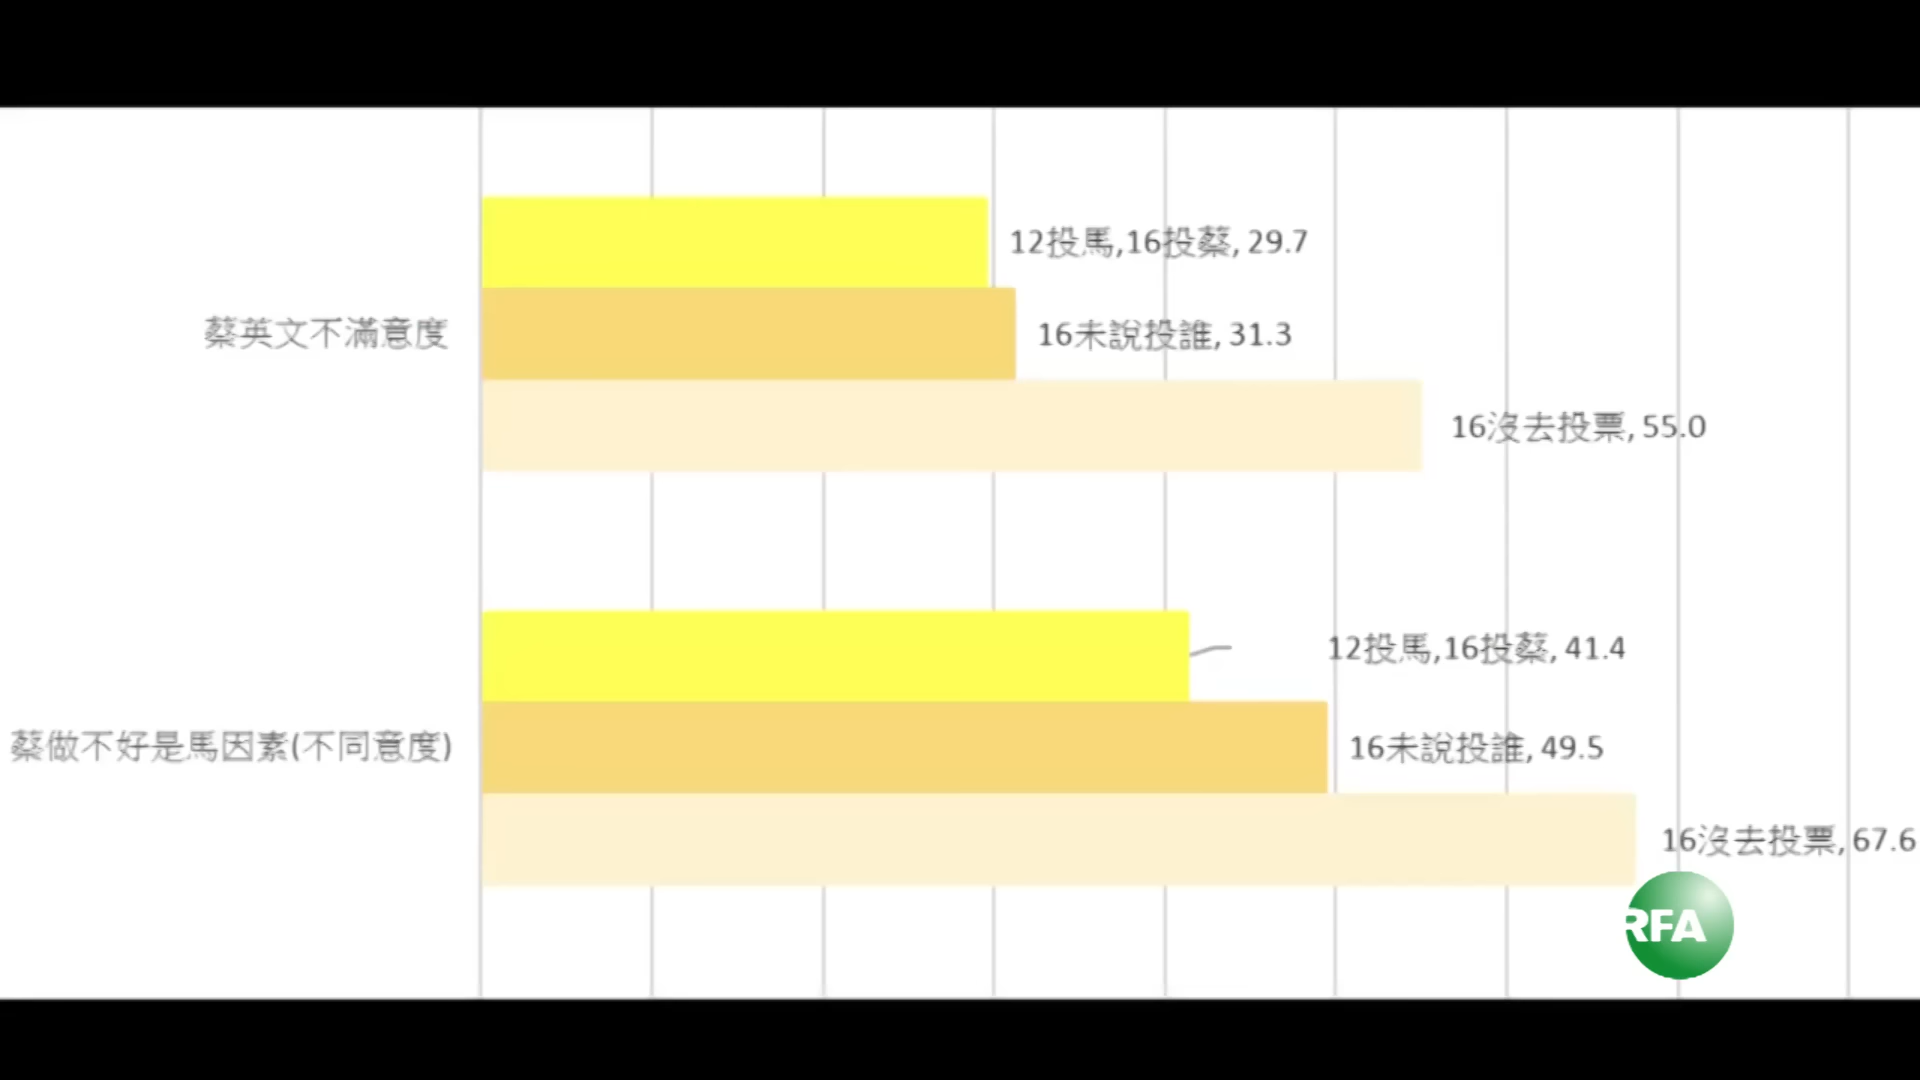 12投馬,16投蔡, 29.7
蔡英文不滿意度
16未說投誰, 31.3
16沒去投票, 55.0
12投馬,16投蔡, 41.4
蔡做不好是馬因素(不同意度)
16未說投誰, 49.5
16沒去投票, 67.6
RFA